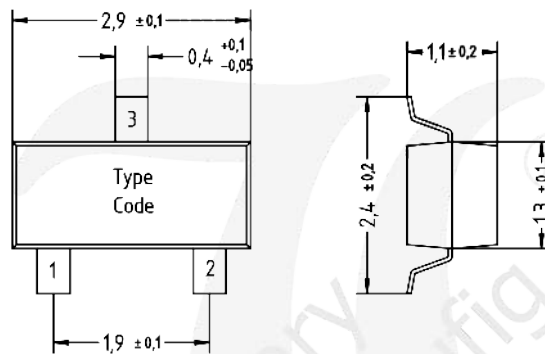 2,9 ±0,1
0,4 +0,1 −0,05
1,1±0,2
3
Type
Code
2,4 ±0,2
1,3 ±0,1
1
2
1,9 ±0,1